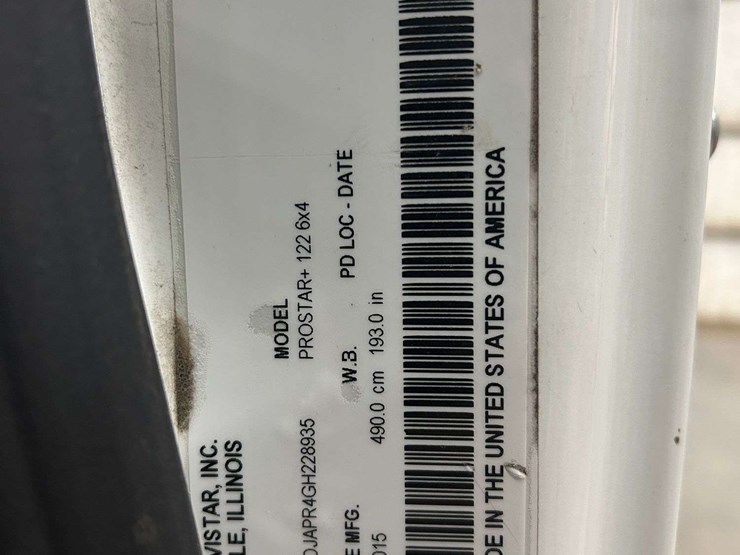 VISTAR, INC.
LE, ILLINOIS
MODEL
DJAPR4GH228935 PROSTAR+ 122 6x4
E MFG. W.B. PD LOC - DATE
015 490.0 cm 193.0 in
DE IN THE UNITED STATES OF AMERICA